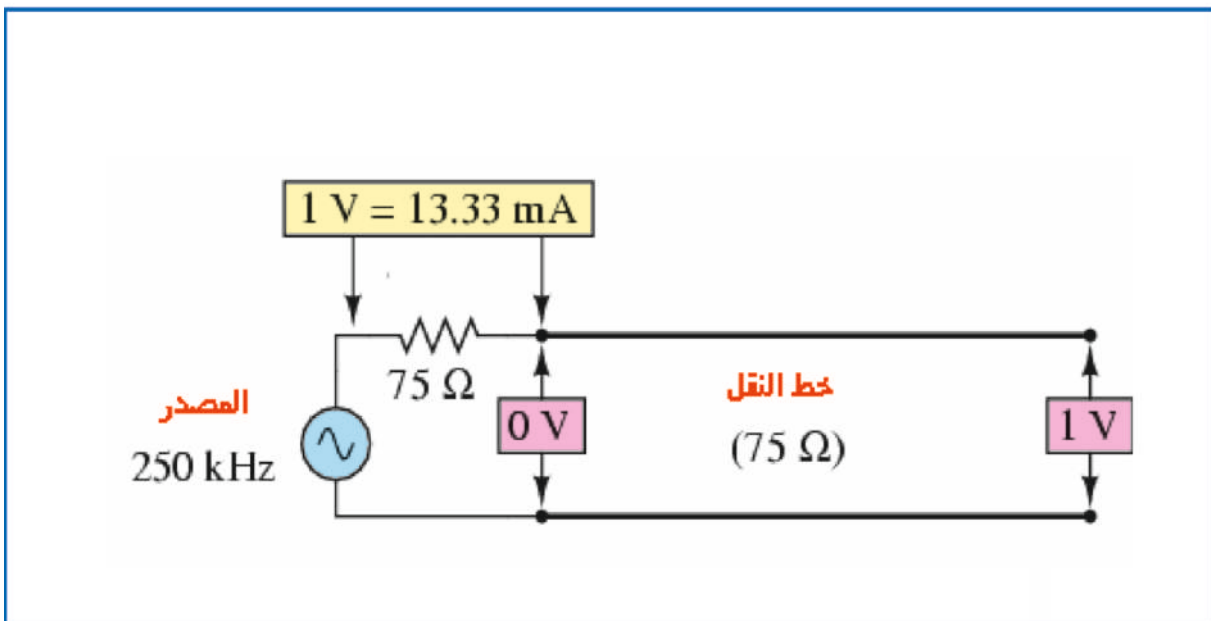 1 V = 13.33 mA
75 Ω
المصدر
250 kHz
0 V
خط النقل
(75 Ω)
1 V